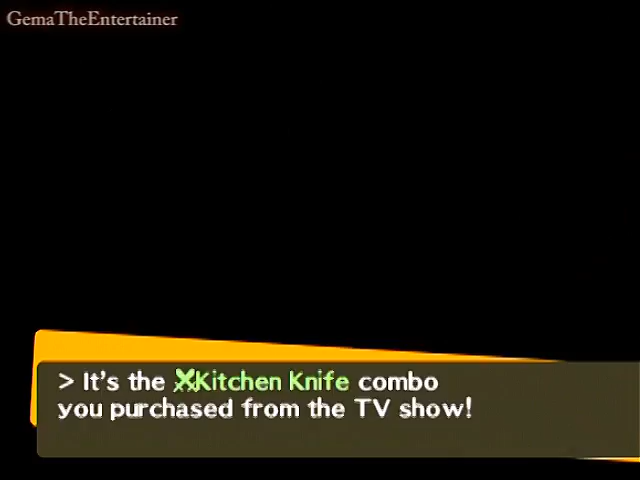 GemaTheEntertainer
> It's the Kitchen Knife combo
you purchased from the TV show!